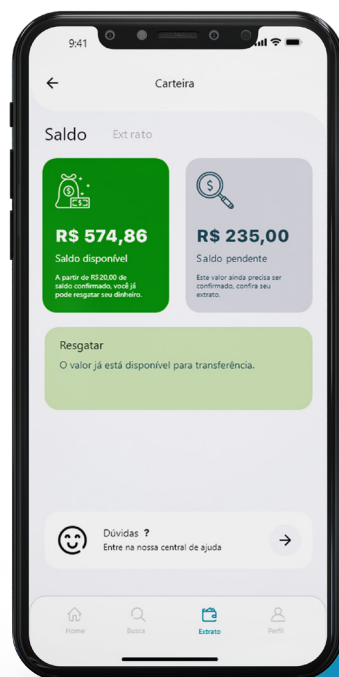 9:41
Carteira
Saldo
Extrato
R$ 574,86
Saldo disponível
A partir de R$20,00 de
saldo confirmado, você já
pode resgatar seu dinheiro.
R$ 235,00
Saldo pendente
Este valor ainda precisa ser
confirmado, confira seu
extrato.
Resgatar
O valor já está disponível para transferência.
Dúvidas ?
Entre na nossa central de ajuda
Home
Busca
Extrato
Perfil